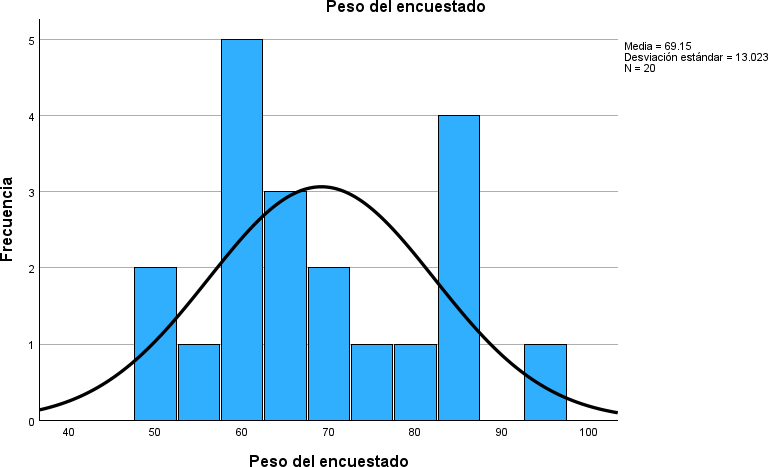 Peso del encuestado
Media = 69.15
Desviación estándar = 13.023
N = 20
Frecuencia
5
4
3
2
1
0
40 50 60 70 80 90 100
Peso del encuestado